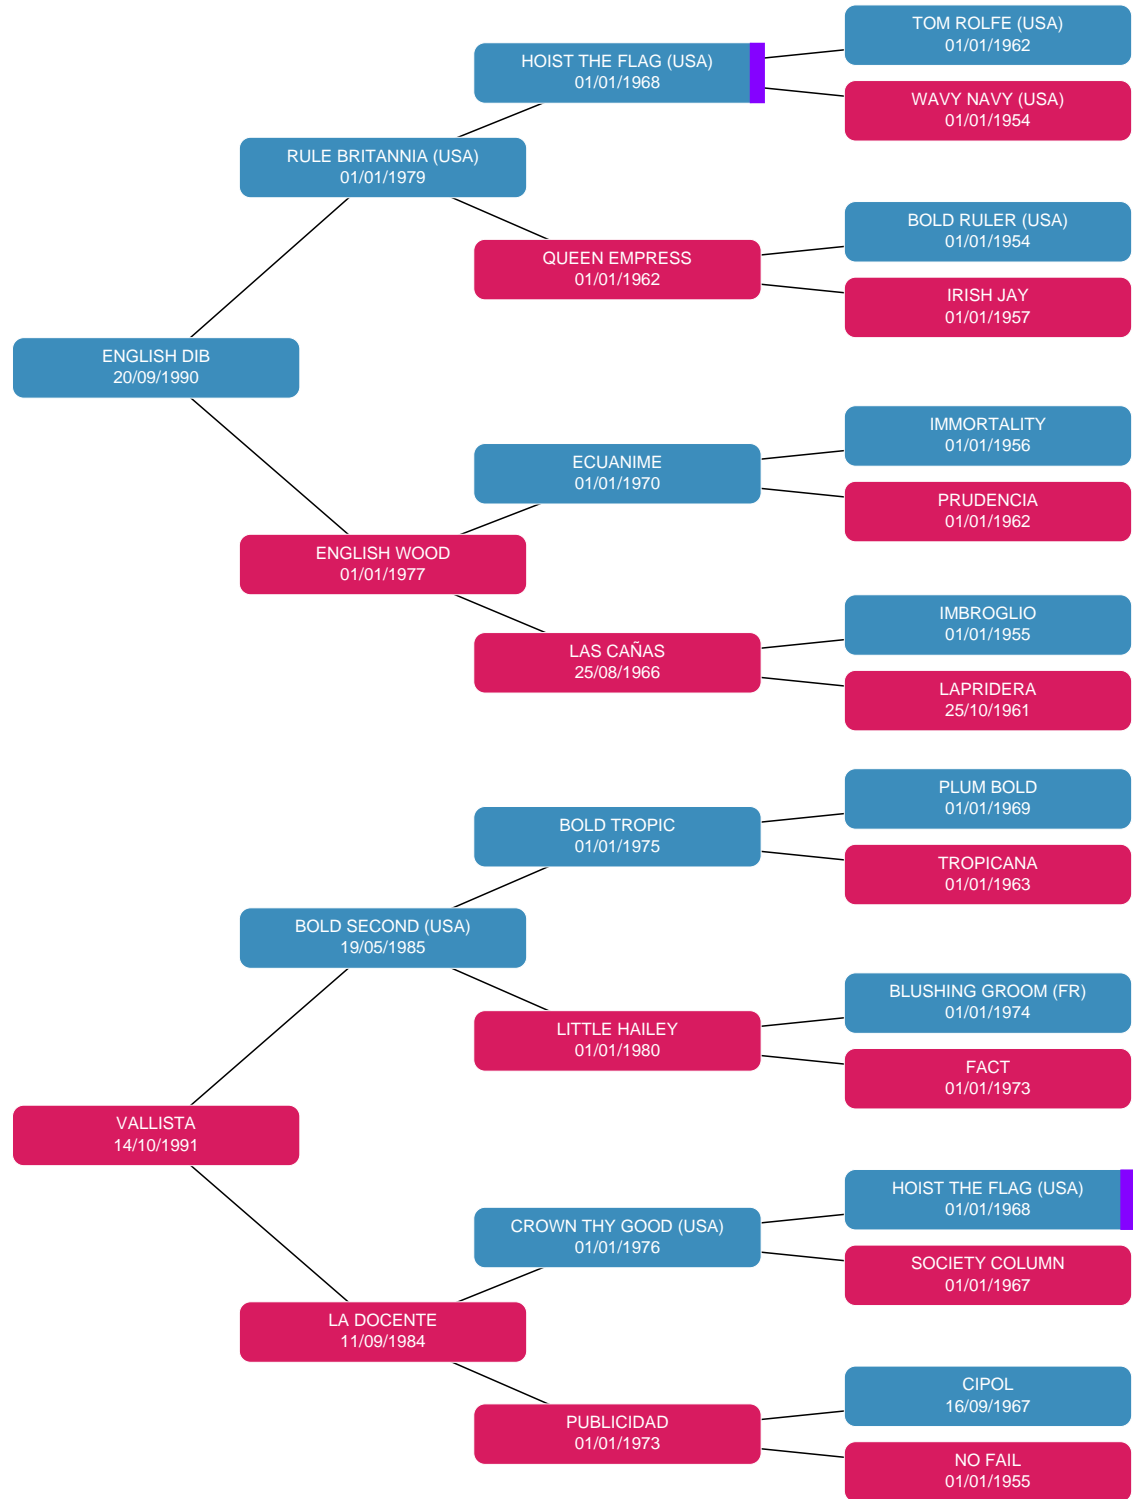 TOM ROLFE (USA)
01/01/1962
HOIST THE FLAG (USA)
01/01/1968
WAVY NAVY (USA)
01/01/1954
RULE BRITANNIA (USA)
01/01/1979
BOLD RULER (USA)
01/01/1954
QUEEN EMPRESS
01/01/1962
IRISH JAY
01/01/1957
ENGLISH DIB
20/09/1990
IMMORTALITY
01/01/1956
ECUANIME
01/01/1970
PRUDENCIA
01/01/1962
ENGLISH WOOD
01/01/1977
IMBROGLIO
01/01/1955
LAS CAÑAS
25/08/1966
LAPRIDERA
25/10/1961
PLUM BOLD
01/01/1969
BOLD TROPIC
01/01/1975
TROPICANA
01/01/1963
BOLD SECOND (USA)
19/05/1985
BLUSHING GROOM (FR)
01/01/1974
LITTLE HAILEY
01/01/1980
FACT
01/01/1973
VALLISTA
14/10/1991
HOIST THE FLAG (USA)
01/01/1968
CROWN THY GOOD (USA)
01/01/1976
SOCIETY COLUMN
01/01/1967
LA DOCENTE
11/09/1984
CIPOL
16/09/1967
PUBLICIDAD
01/01/1973
NO FAIL
01/01/1955